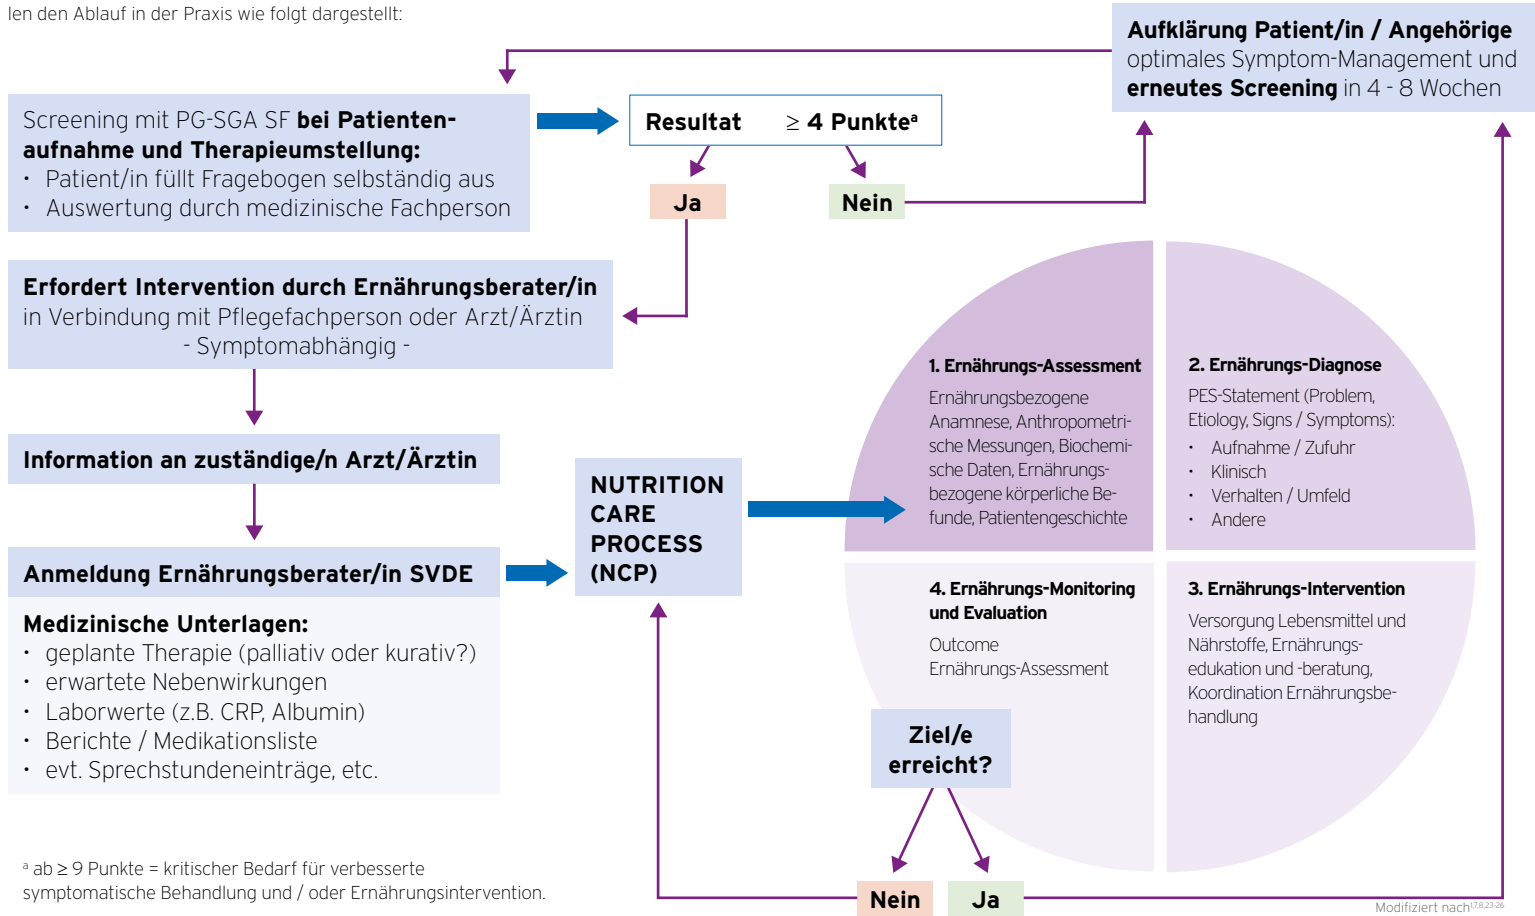 len den Ablauf in der Praxis wie folgt dargestellt:
Aufklärung Patient/in / Angehörige
optimales Symptom-Management und
erneutes Screening in 4 - 8 Wochen
Screening mit PG-SGA SF bei Patienten-
aufnahme und Therapieumstellung:
• Patient/in füllt Fragebogen selbständig aus
• Auswertung durch medizinische Fachperson
Resultat ≥ 4 Punkteª
Ja
Nein
Erfordert Intervention durch Ernährungsberater/in
in Verbindung mit Pflegefachperson oder Arzt/Ärztin
- Symptomabhängig -
Information an zuständige/n Arzt/Ärztin
Anmeldung Ernährungsberater/in SVDE
Medizinische Unterlagen:
• geplante Therapie (palliativ oder kurativ?)
• erwartete Nebenwirkungen
• Laborwerte (z.B. CRP, Albumin)
• Berichte / Medikationsliste
• evt. Sprechstundeneinträge, etc.
NUTRITION
CARE
PROCESS
(NCP)
1. Ernährungs-Assessment
Ernährungsbezogene
Anamnese, Anthropometri-
sche Messungen, Biochemi-
sche Daten, Ernährungs-
bezogene körperliche Be-
funde, Patientengeschichte
2. Ernährungs-Diagnose
PES-Statement (Problem,
Etiology, Signs / Symptoms):
• Aufnahme / Zufuhr
• Klinisch
• Verhalten / Umfeld
• Andere
3. Ernährungs-Intervention
Versorgung Lebensmittel und
Nährstoffe, Ernährungs-
edukation und -beratung,
Koordination Ernährungsbe-
handlung
4. Ernährungs-Monitoring
und Evaluation
Outcome
Ernährungs-Assessment
Ziel/e
erreicht?
Nein
Ja
ª ab ≥ 9 Punkte = kritischer Bedarf für verbesserte
symptomatische Behandlung und / oder Ernährungsintervention.
Modifiziert nach